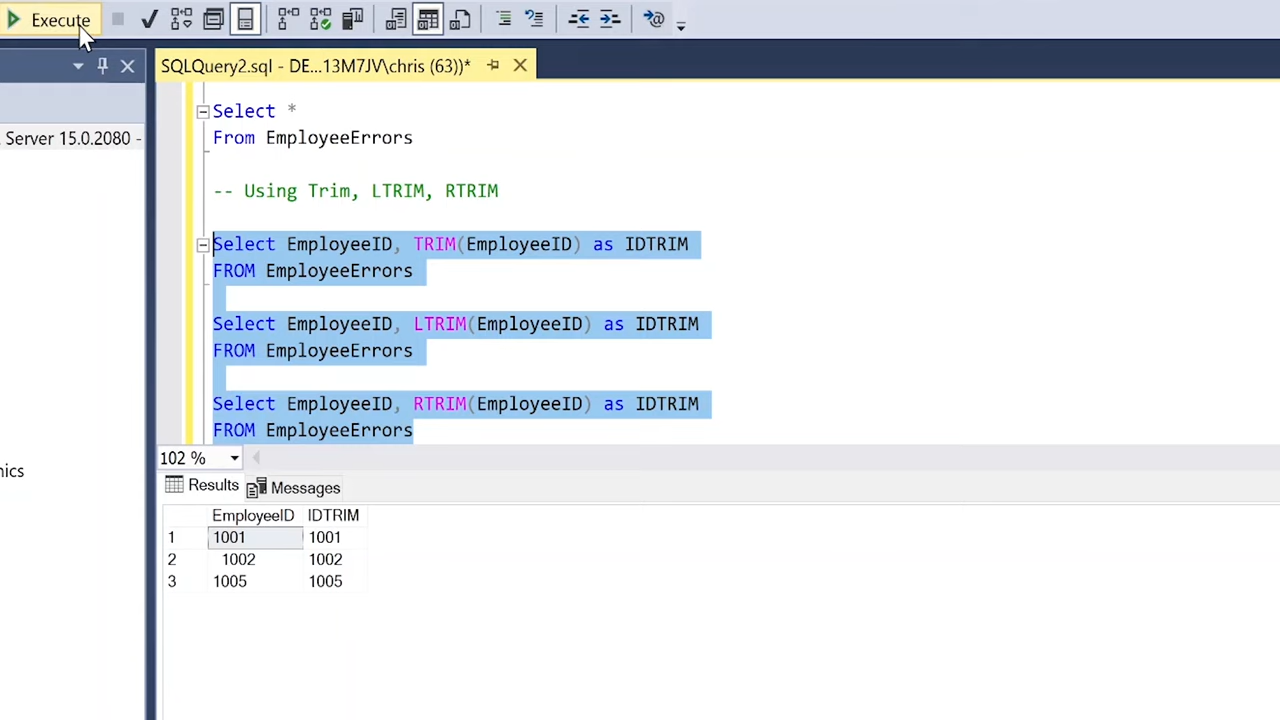 Execute
SQLQuery2.sql - DE...13M7JV\chris (63))*
Server 15.0.2080 -
Select *
From EmployeeErrors
-- Using Trim, LTRIM, RTRIM
Select EmployeeID, TRIM(EmployeeID) as IDTRIM
FROM EmployeeErrors
Select EmployeeID, LTRIM(EmployeeID) as IDTRIM
FROM EmployeeErrors
Select EmployeeID, RTRIM(EmployeeID) as IDTRIM
FROM EmployeeErrors
102 %
nics
Results Messages
EmployeeID IDTRIM
1 1001 1001
2 1002 1002
3 1005 1005